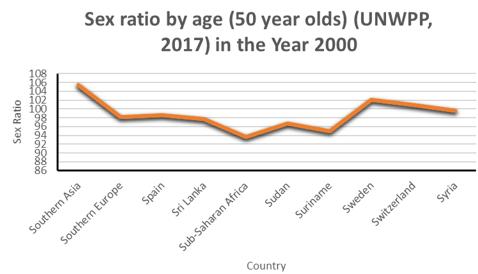 Sex ratio by age (50 year olds) (UNWPP,
2017) in the Year 2000
108
106
104
102
100
98
96
94
92
90
88
86
Sex Ratio
Southern Asia
Southern Europe
Spain
Sri Lanka
Sub-Saharan Africa
Sudan
Suriname
Sweden
Switzerland
Syria
Country